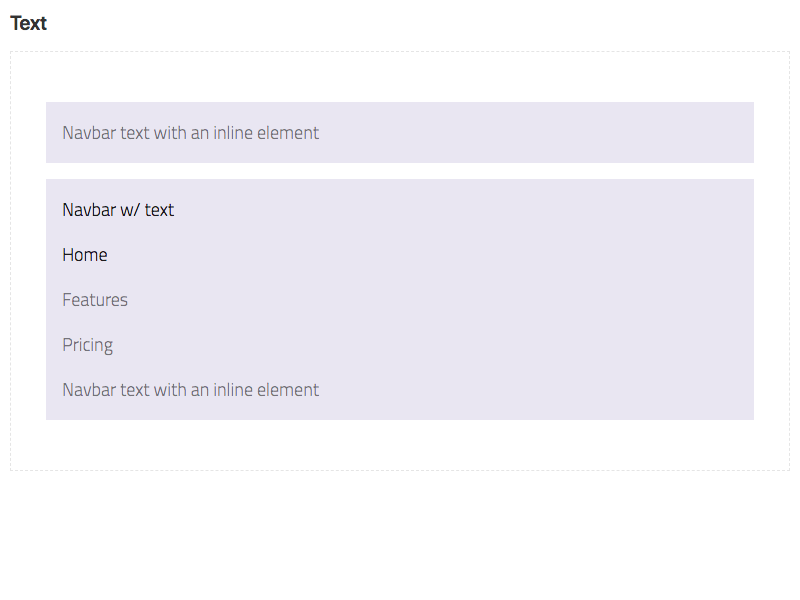 Text
Navbar text with an inline element
Navbar w/ text
Home
Features
Pricing
Navbar text with an inline element